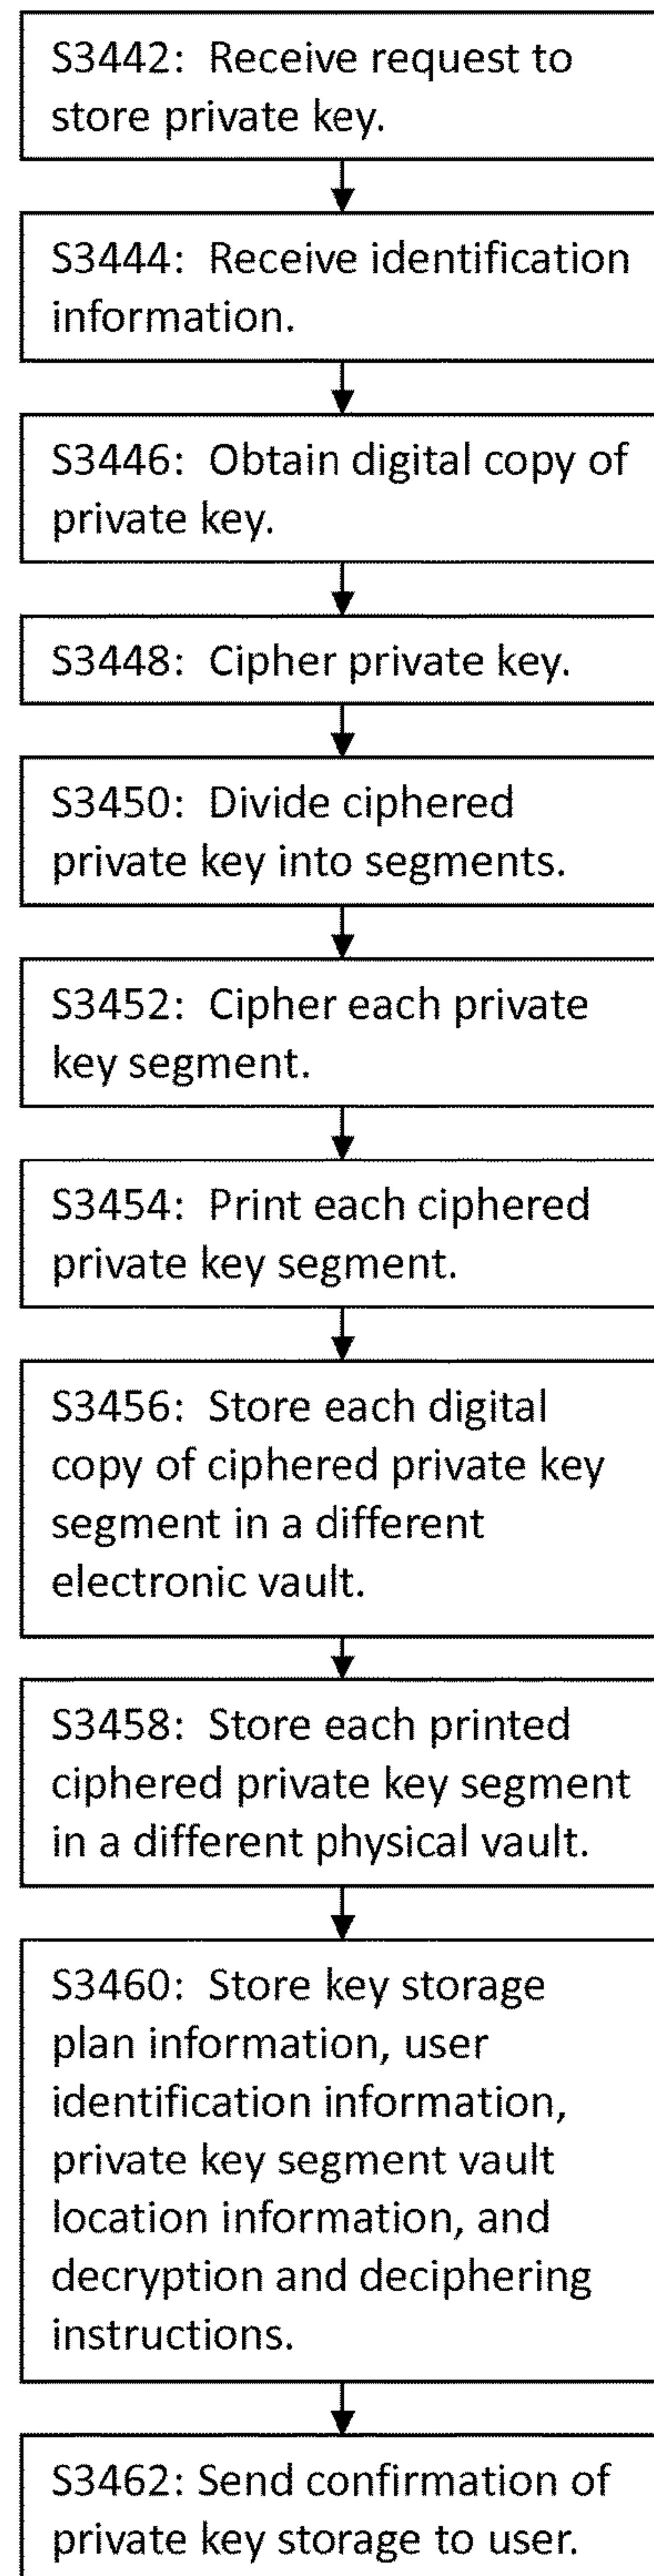 S3442:  Receive request to
store private key.
S3444:  Receive identification
information.
S3446:  Obtain digital copy of
private key.
S3448:  Cipher private key.
S3450:  Divide ciphered
private key into segments.
S3452:  Cipher each private
key segment.
S3454:  Print each ciphered
private key segment.
S3456:  Store each digital
copy of ciphered private key
segment in a different
electronic vault.
S3458:  Store each printed
ciphered private key segment
in a different physical vault.
S3460:  Store key storage
plan information, user
identification information,
private key segment vault
location information, and
decryption and deciphering
instructions.
S3462: Send confirmation of
private key storage to user.